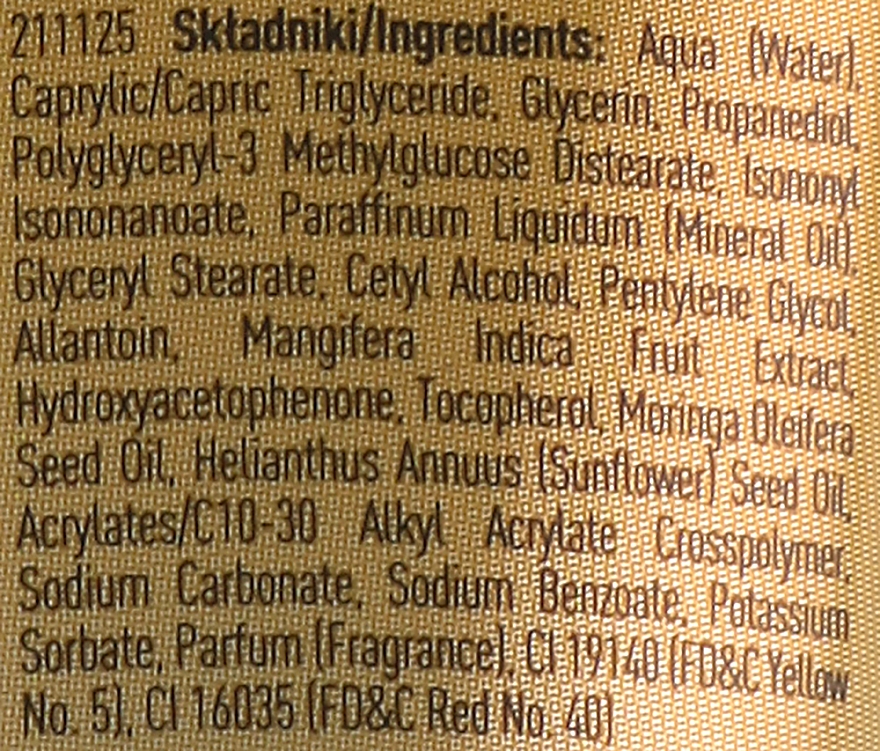 211125 Składniki/Ingredients: Aqua (Water),
Caprylic/Capric Triglyceride, Glycerin, Propanediol,
Polyglyceryl-3 Methylglucose Distearate, Isononyl
Isononanoate, Paraffinum Liquidum (Mineral Oil),
Glyceryl Stearate, Cetyl Alcohol, Pentylene Glycol,
Allantoin, Mangifera Indica Fruit Extract,
Hydroxyacetophenone, Tocopherol, Moringa Oleifera
Seed Oil, Helianthus Annuus (Sunflower) Seed Oil,
Acrylates/C10-30 Alkyl Acrylate Crosspolymer,
Sodium Carbonate, Sodium Benzoate, Potassium
Sorbate, Parfum (Fragrance), CI 19140 (FD&C Yellow
No. 5), CI 16035 (FD&C Red No. 40)